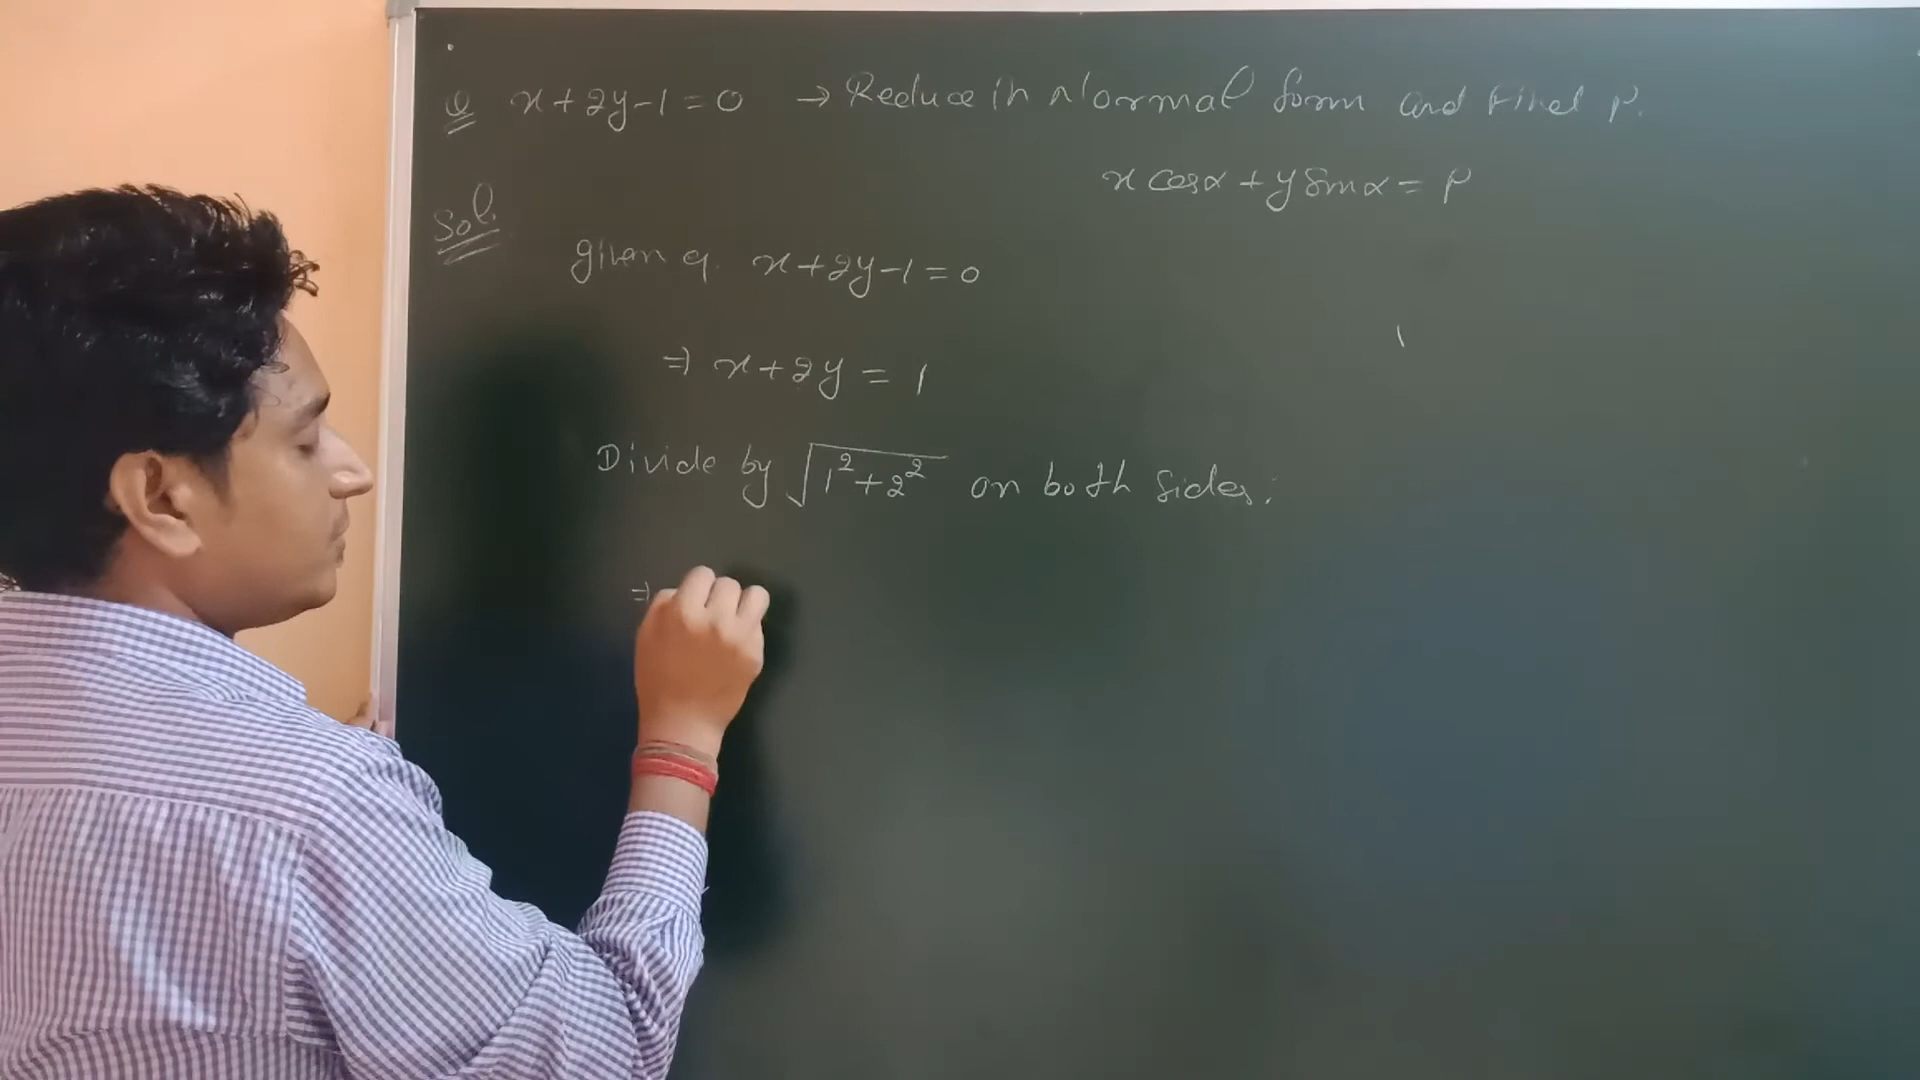 Q x+2y-1=0 → Reduce in Normal form and Find P.
x cosα + y sinα = P
Sol.
given q. x+2y-1=0
⇒ x+2y = 1
Divide by √1²+2² on both sides.
⇒